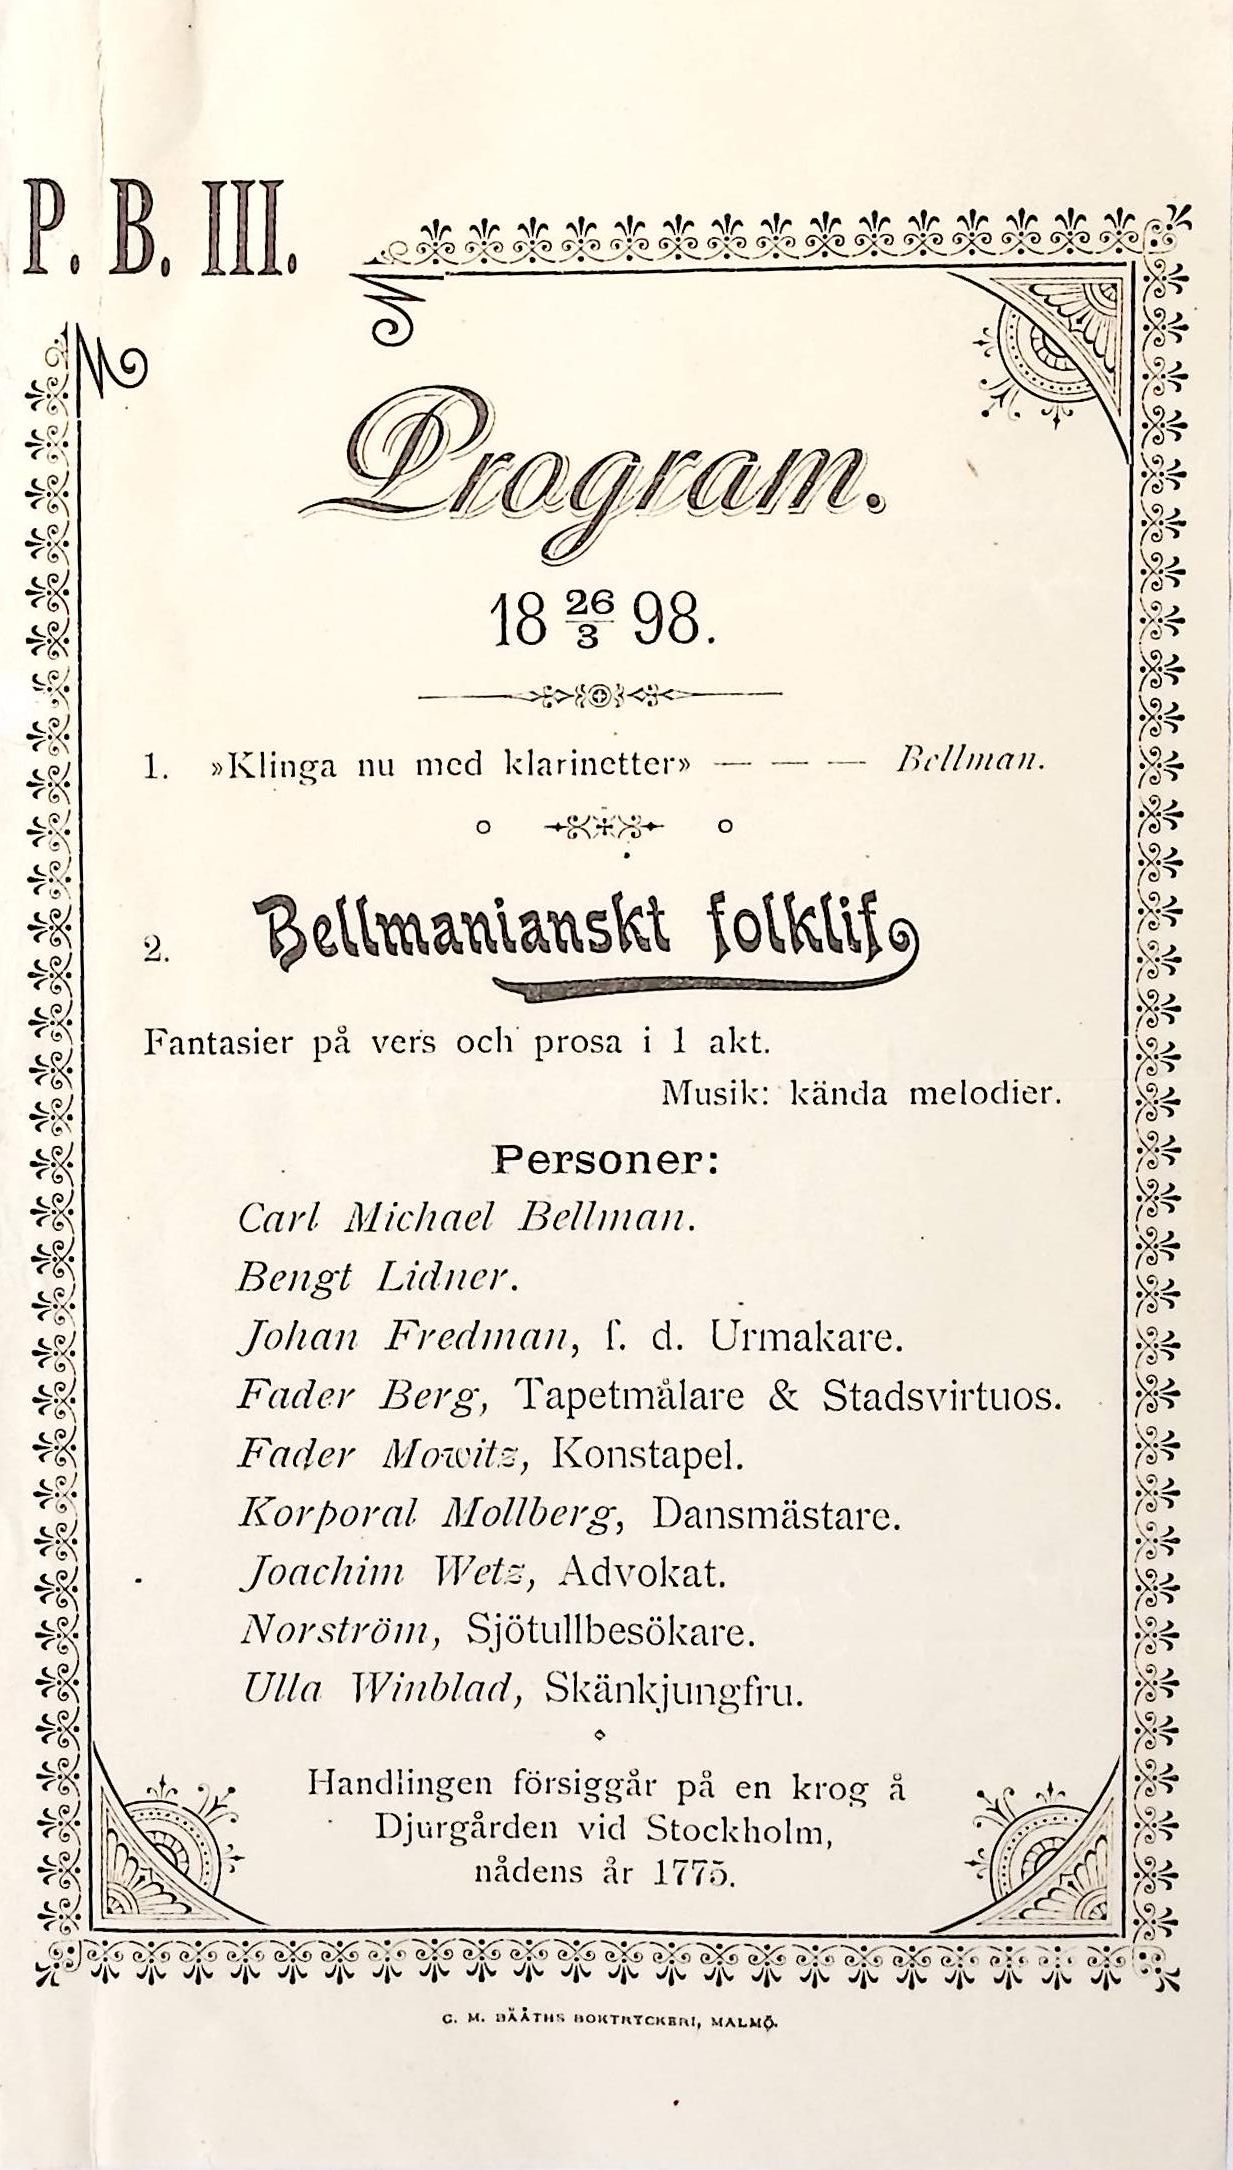 P. B. III.
Program.
18 26/3 98.
1. »Klinga nu med klarinetter» — — — Bellman.
2. Bellmanianskt folklif
Fantasier på vers och prosa i 1 akt.
Musik: kända melodier.
Personer:
Carl Michael Bellman.
Bengt Lidner.
Johan Fredman, f. d. Urmakare.
Fader Berg, Tapetmålare & Stadsvirtuos.
Fader Mowitz, Konstapel.
Korporal Mollberg, Dansmästare.
Joachim Wetz, Advokat.
Norström, Sjötullbesökare.
Ulla Winblad, Skänkjungfru.
Handlingen försiggår på en krog å
Djurgården vid Stockholm,
nådens år 1775.
C. M. BÅÅTHS BOKTRYCKERI, MALMÖ.